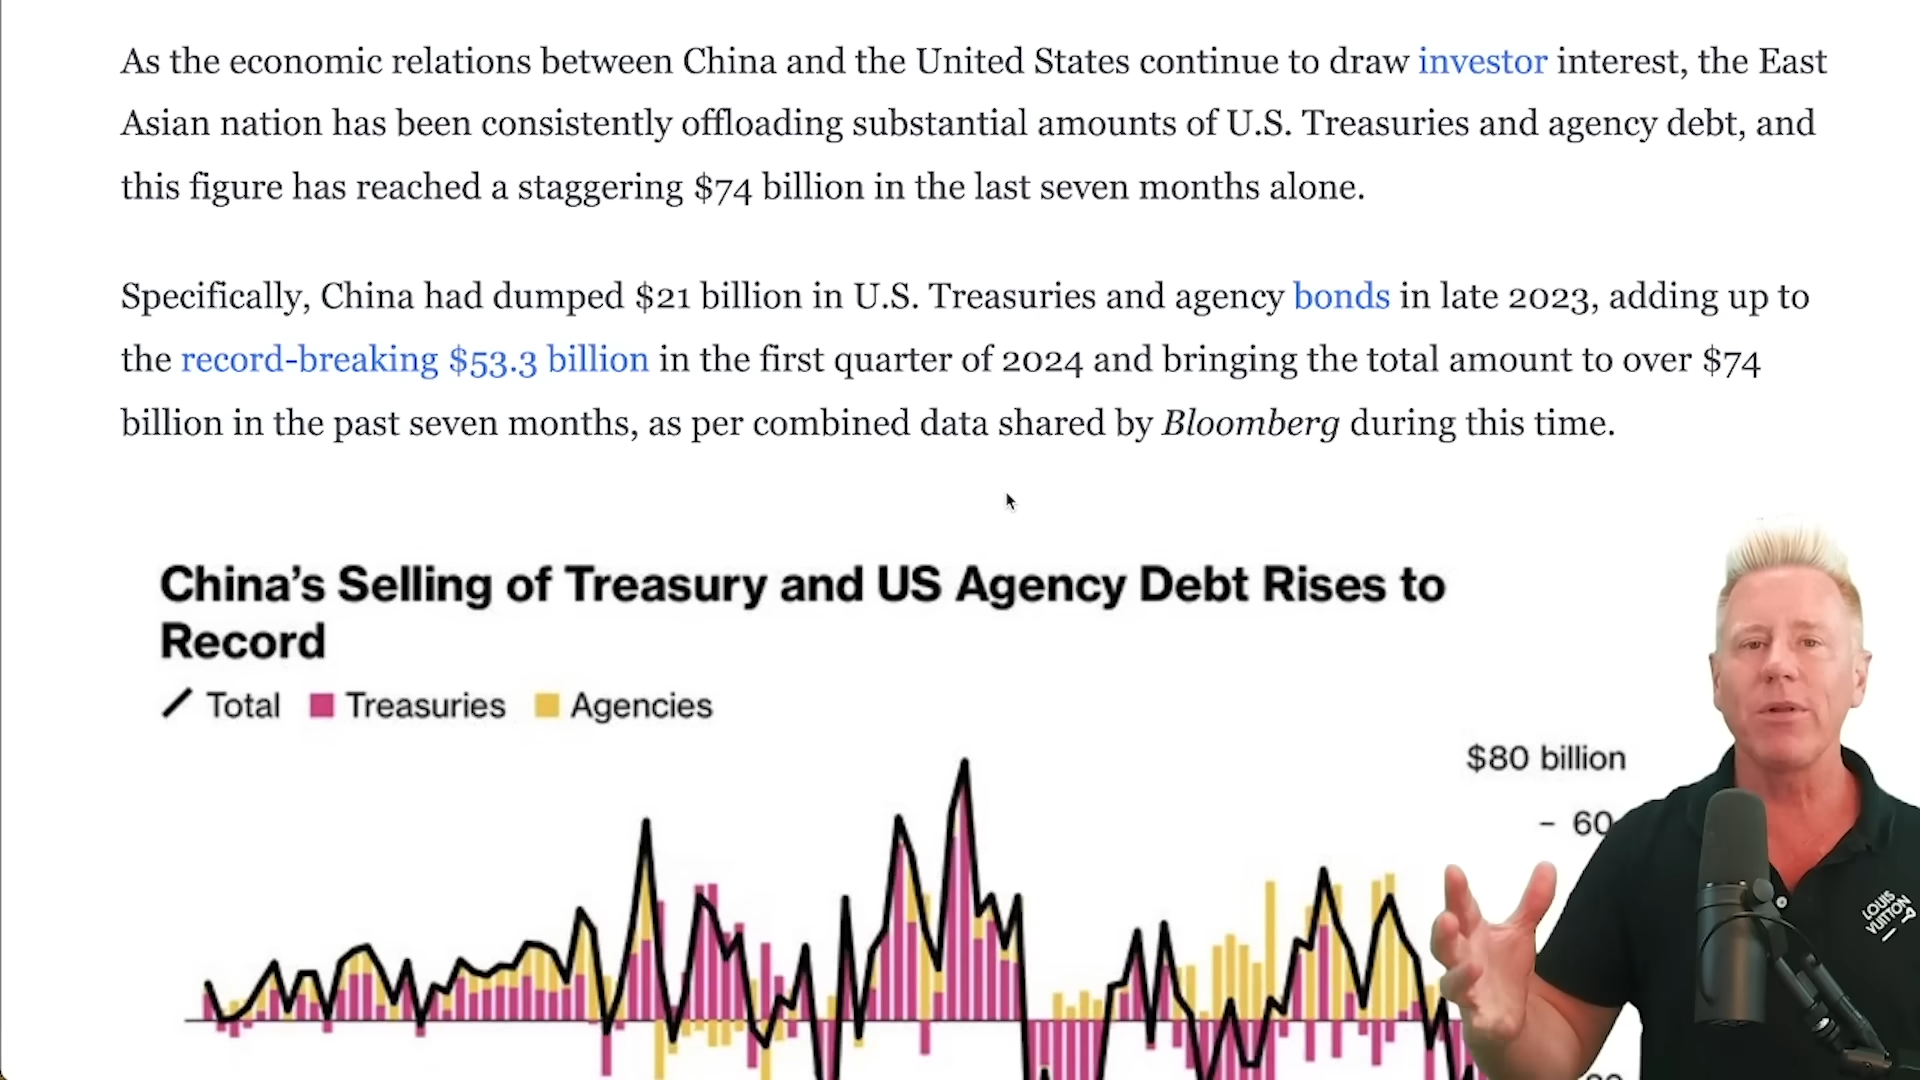 As the economic relations between China and the United States continue to draw investor interest, the East
Asian nation has been consistently offloading substantial amounts of U.S. Treasuries and agency debt, and
this figure has reached a staggering $74 billion in the last seven months alone.
Specifically, China had dumped $21 billion in U.S. Treasuries and agency bonds in late 2023, adding up to
the record-breaking $53.3 billion in the first quarter of 2024 and bringing the total amount to over $74
billion in the past seven months, as per combined data shared by Bloomberg during this time.
China's Selling of Treasury and US Agency Debt Rises to
Record
Total Treasuries Agencies
$80 billion
60
LOUIS
VUITTON